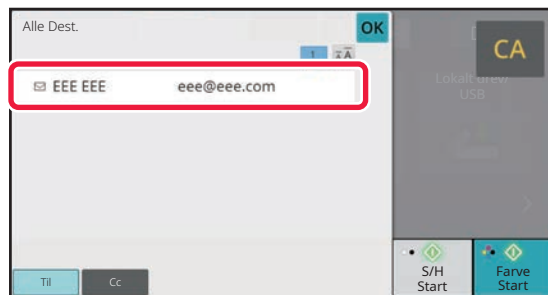 Alle Dest.
OK
1
CA
EEE EEE eee@eee.com
Lokalt drev/
USB
Til
Cc
S/H
Start
Farve
Start